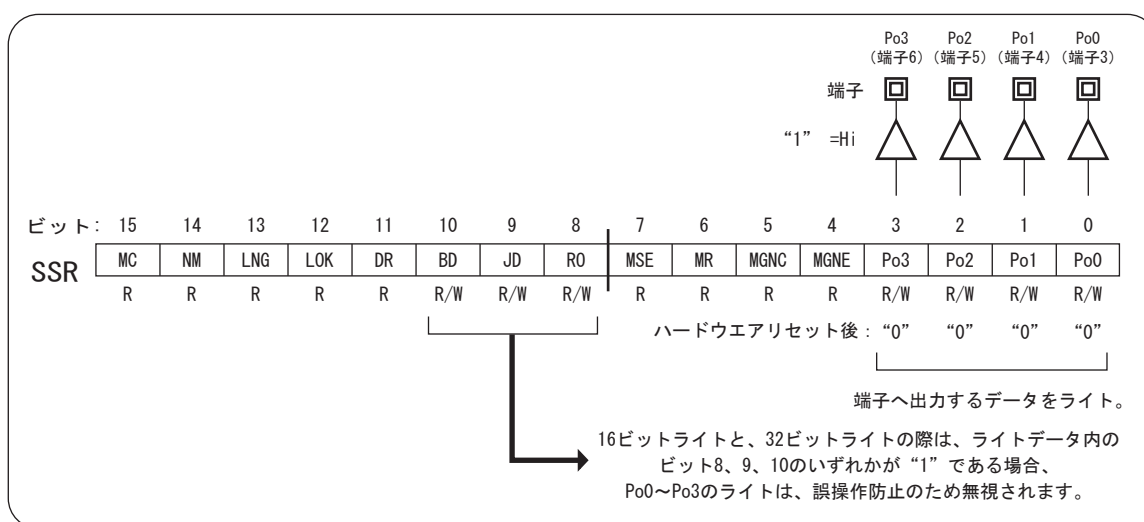 Po3 Po2 Po1 Po0
（端子6）（端子5）（端子4）（端子3）
端子
“1” =Hi
ビット: 15 14 13 12 11 10 9 8 7 6 5 4 3 2 1 0
SSR MC NM LNG LOK DR BD JD RO MSE MR MGNC MGNE Po3 Po2 Po1 Po0
R R R R R R/W R/W R/W R R R R R/W R/W R/W R/W
ハードウエアリセット後: “0” “0” “0” “0”
端子へ出力するデータをライト。
16ビットライトと、32ビットライトの際は、ライトデータ内の
ビット8、9、10のいずれかが“1”である場合、
Po0～Po3のライトは、誤操作防止のため無視されます。